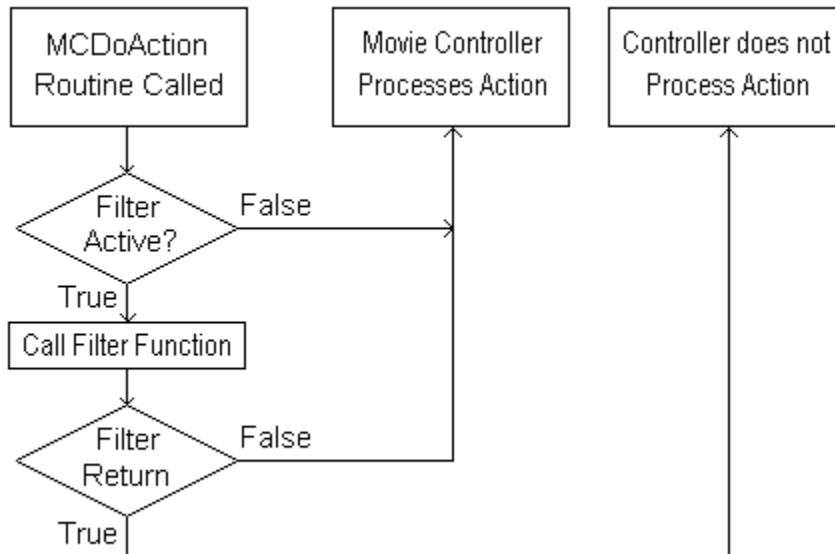 MCDoAction
Routine Called
Movie Controller
Processes Action
Controller does not
Process Action
Filter
Active?
False
True
Call Filter Function
Filter
Return
False
True